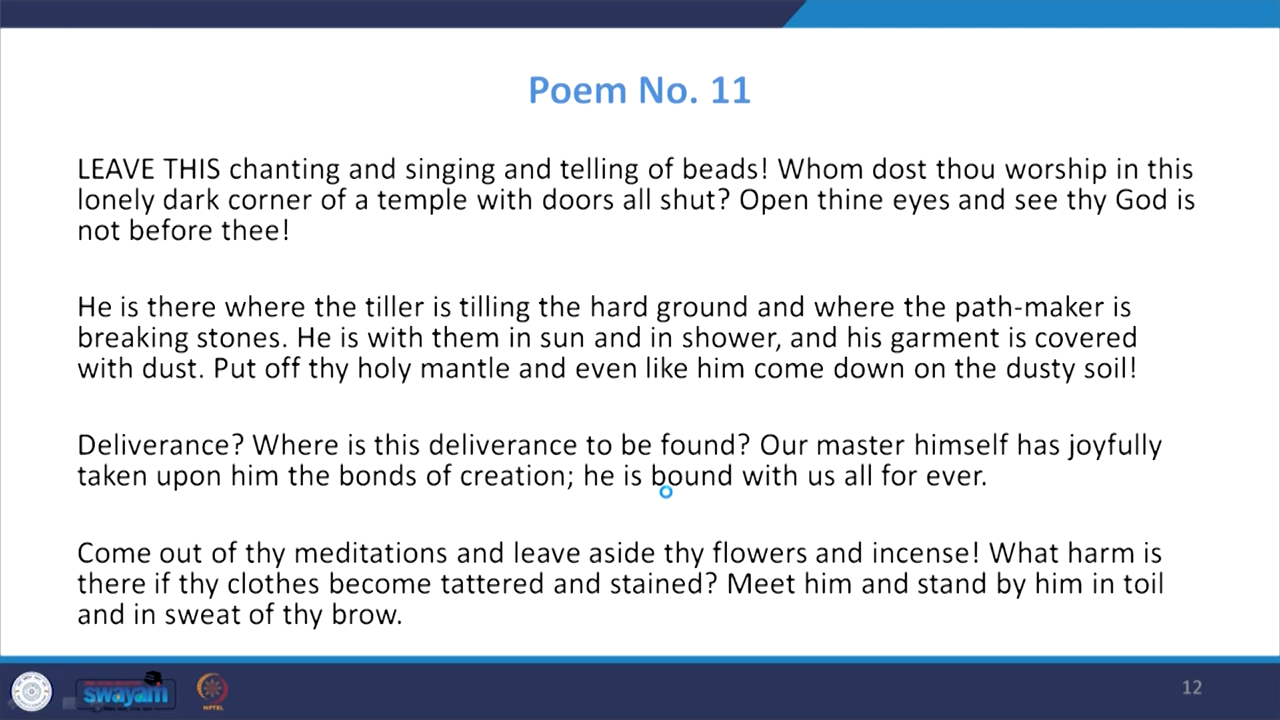 Poem No. 11
LEAVE THIS chanting and singing and telling of beads! Whom dost thou worship in this
lonely dark corner of a temple with doors all shut? Open thine eyes and see thy God is
not before thee!
He is there where the tiller is tilling the hard ground and where the path-maker is
breaking stones. He is with them in sun and in shower, and his garment is covered
with dust. Put off thy holy mantle and even like him come down on the dusty soil!
Deliverance? Where is this deliverance to be found? Our master himself has joyfully
taken upon him the bonds of creation; he is bound with us all for ever.
Come out of thy meditations and leave aside thy flowers and incense! What harm is
there if thy clothes become tattered and stained? Meet him and stand by him in toil
and in sweat of thy brow.
swayam
NPTEL
12